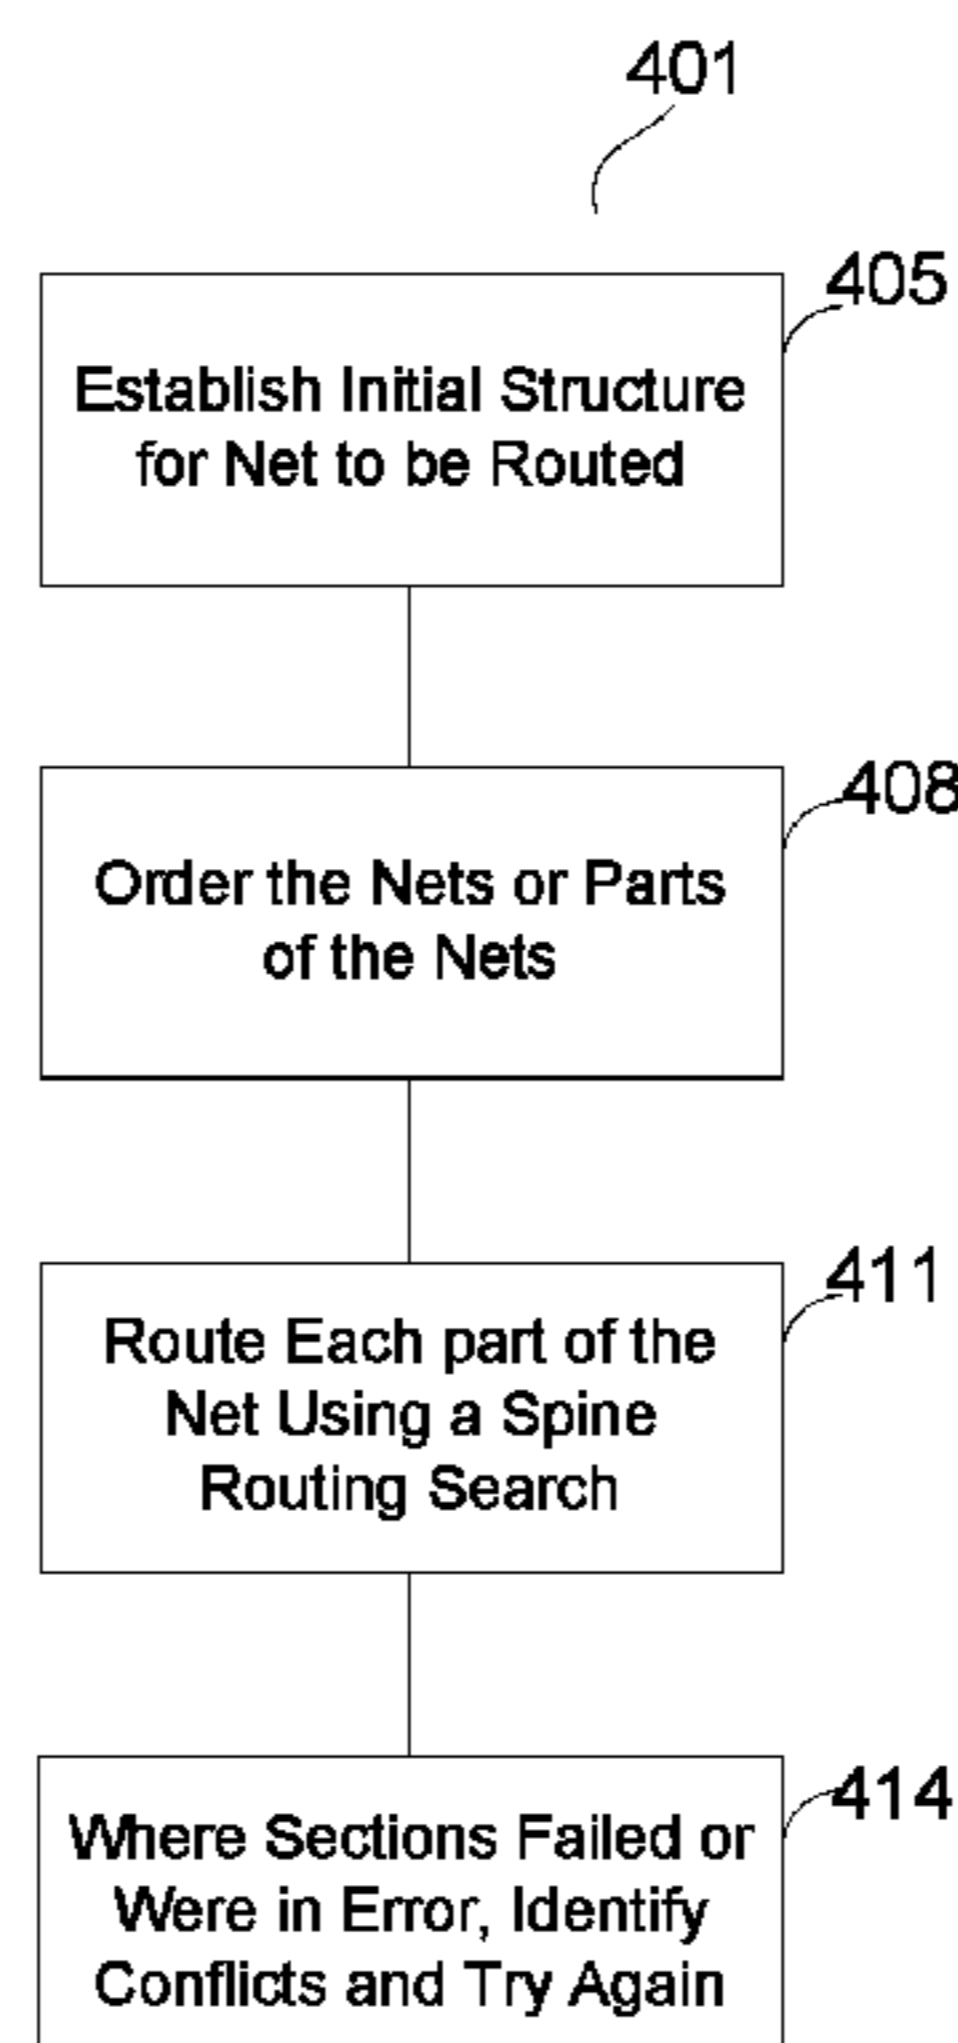 401
405
Establish Initial Structure
for Net to be Routed
408
Order the Nets or Parts
of the Nets
411
Route Each part of the
Net Using a Spine
Routing Search
414
Where Sections Failed or
Were in Error, Identify
Conflicts and Try Again